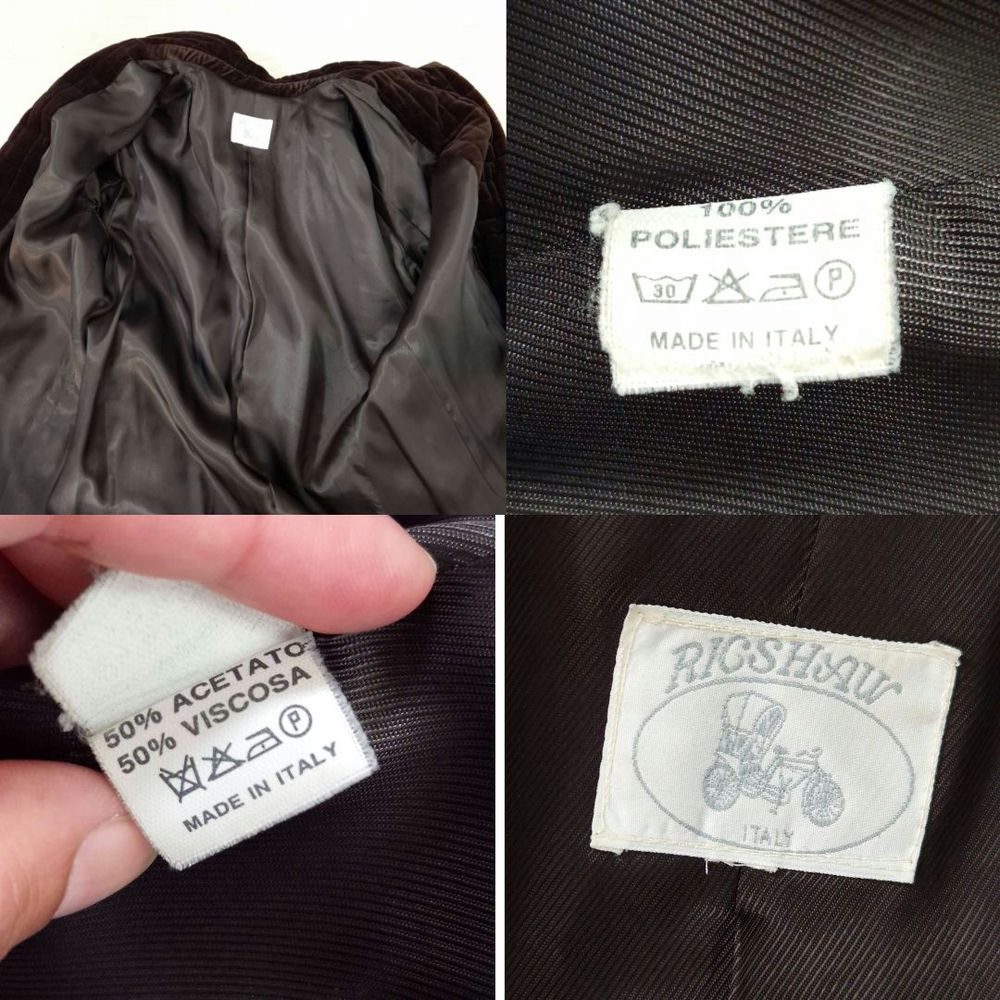 100%
POLIESTERE
30 A P
MADE IN ITALY
50% ACETATO
50% VISCOSA
P
MADE IN ITALY
RICSHAW
ITALY